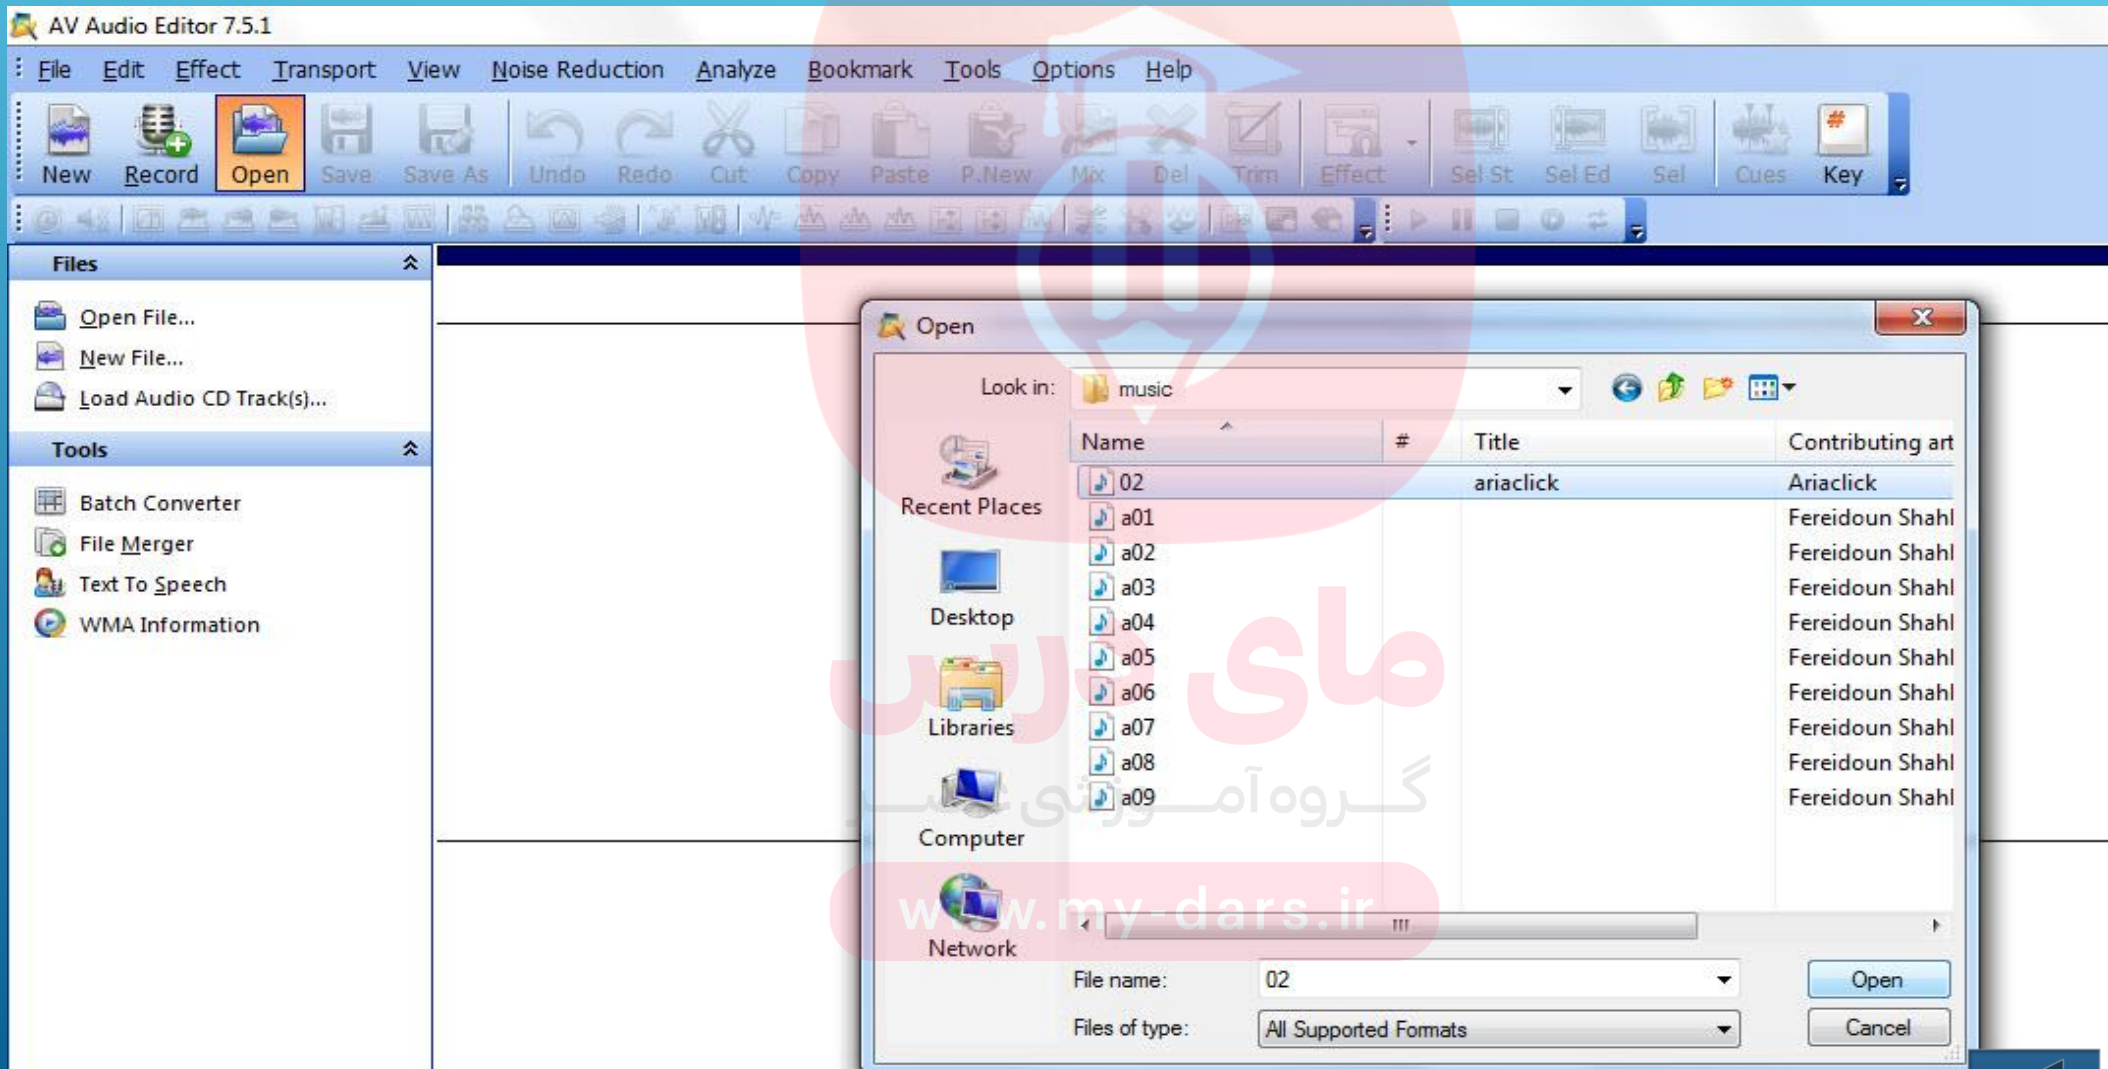 AV Audio Editor 7.5.1
File Edit Effect Transport View Noise Reduction Analyze Bookmark Tools Options Help
New Record Open Save Save As Undo Redo Cut Copy Paste P.New Mix Del Trim Effect Sel St Sel Ed Sel Cues Key
Files
Open File...
New File...
Load Audio CD Track(s)...
Tools
Batch Converter
File Merger
Text To Speech
WMA Information
Open
Look in: music
Recent Places
Desktop
Libraries
Computer
Network
Name # Title Contributing art
02 ariaclick Ariaclick
a01 Fereidoun Shahl
a02 Fereidoun Shahl
a03 Fereidoun Shahl
a04 Fereidoun Shahl
a05 Fereidoun Shahl
a06 Fereidoun Shahl
a07 Fereidoun Shahl
a08 Fereidoun Shahl
a09 Fereidoun Shahl
File name: 02 Open
Files of type: All Supported Formats Cancel
مای درس
گروه آموزشی عصر
www.my-dars.ir